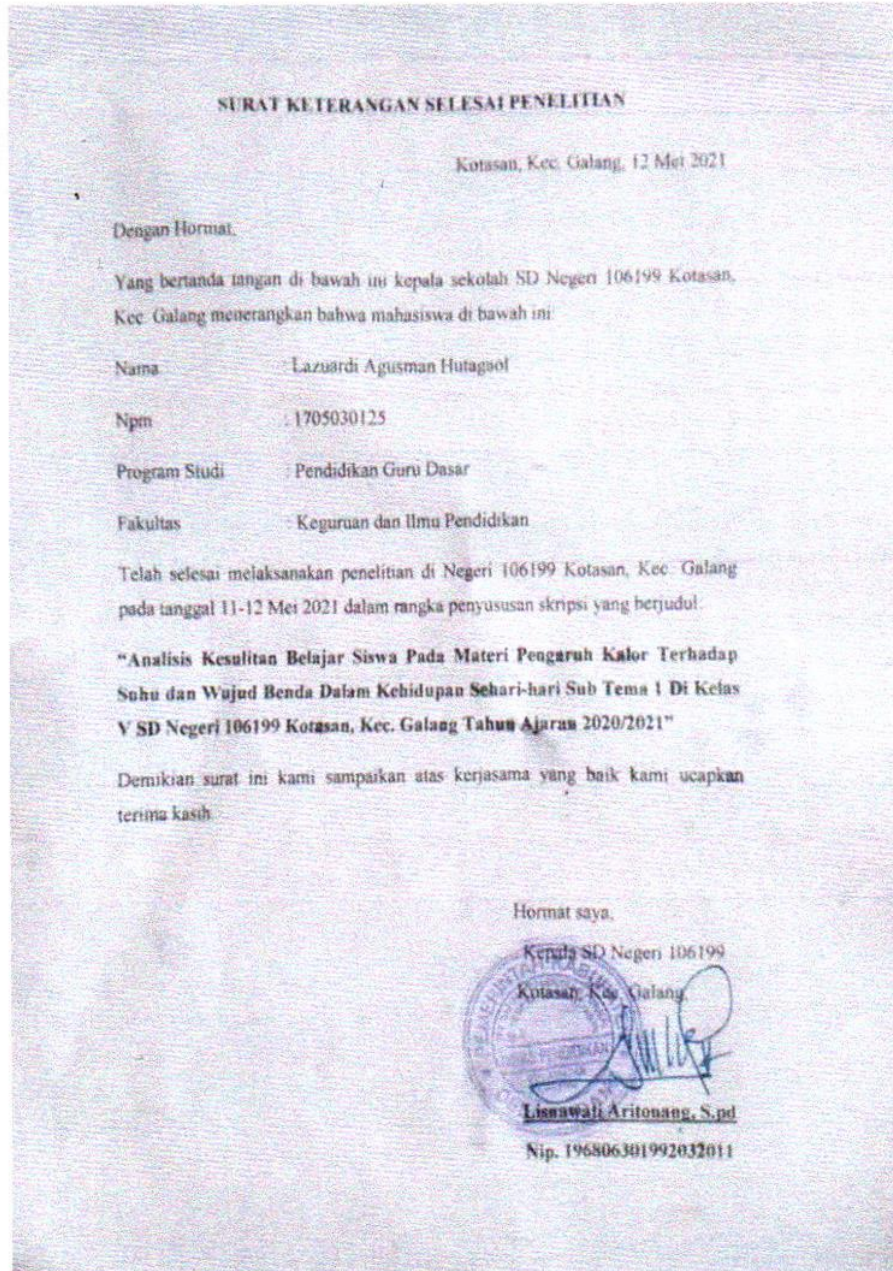 SURAT KETERANGAN SELESAI PENELITIAN
Kotasan, Kec. Galang, 12 Mei 2021
Dengan Hormat,
Yang bertanda tangan di bawah ini kepala sekolah SD Negeri 106199 Kotasan,
Kec. Galang menerangkan bahwa mahasiswa di bawah ini
Nama : Lazuardi Agusman Hutagaol
Npm : 1705030125
Program Studi : Pendidikan Guru Dasar
Fakultas : Keguruan dan Ilmu Pendidikan
Telah selesai melaksanakan penelitian di Negeri 106199 Kotasan, Kec. Galang
pada tanggal 11-12 Mei 2021 dalam rangka penyususan skripsi yang berjudul:
“Analisis Kesulitan Belajar Siswa Pada Materi Pengaruh Kalor Terhadap
Suhu dan Wujud Benda Dalam Kehidupan Sehari-hari Sub Tema 1 Di Kelas
V SD Negeri 106199 Kotasan, Kec. Galang Tahun Ajaran 2020/2021”
Demikian surat ini kami sampaikan atas kerjasama yang baik kami ucapkan
terima kasih.
Hormat saya,
Kepala SD Negeri 106199
Kotasan, Kec. Galang,
PENDIDIKAN
Lisnawati Aritonang, S.pd
Nip. 196806301992032011